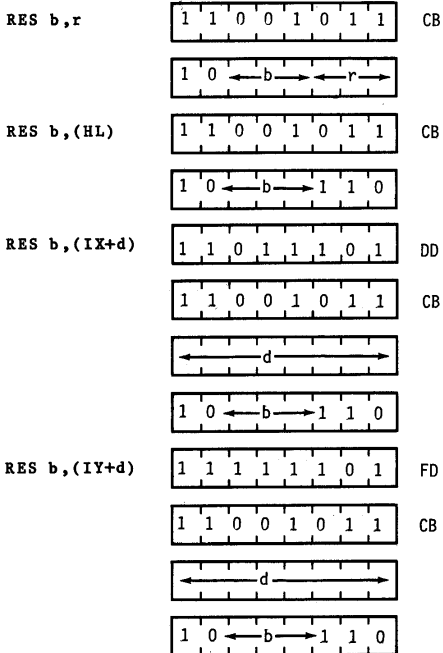 RES b,r 1 1 0 0 1 0 1 1 CB
1 0 b r
RES b,(HL) 1 1 0 0 1 0 1 1 CB
1 0 b 1 1 0
RES b,(IX+d) 1 1 0 1 1 1 0 1 DD
1 1 0 0 1 0 1 1 CB
d
1 0 b 1 1 0
RES b,(IY+d) 1 1 1 1 1 1 0 1 FD
1 1 0 0 1 0 1 1 CB
d
1 0 b 1 1 0